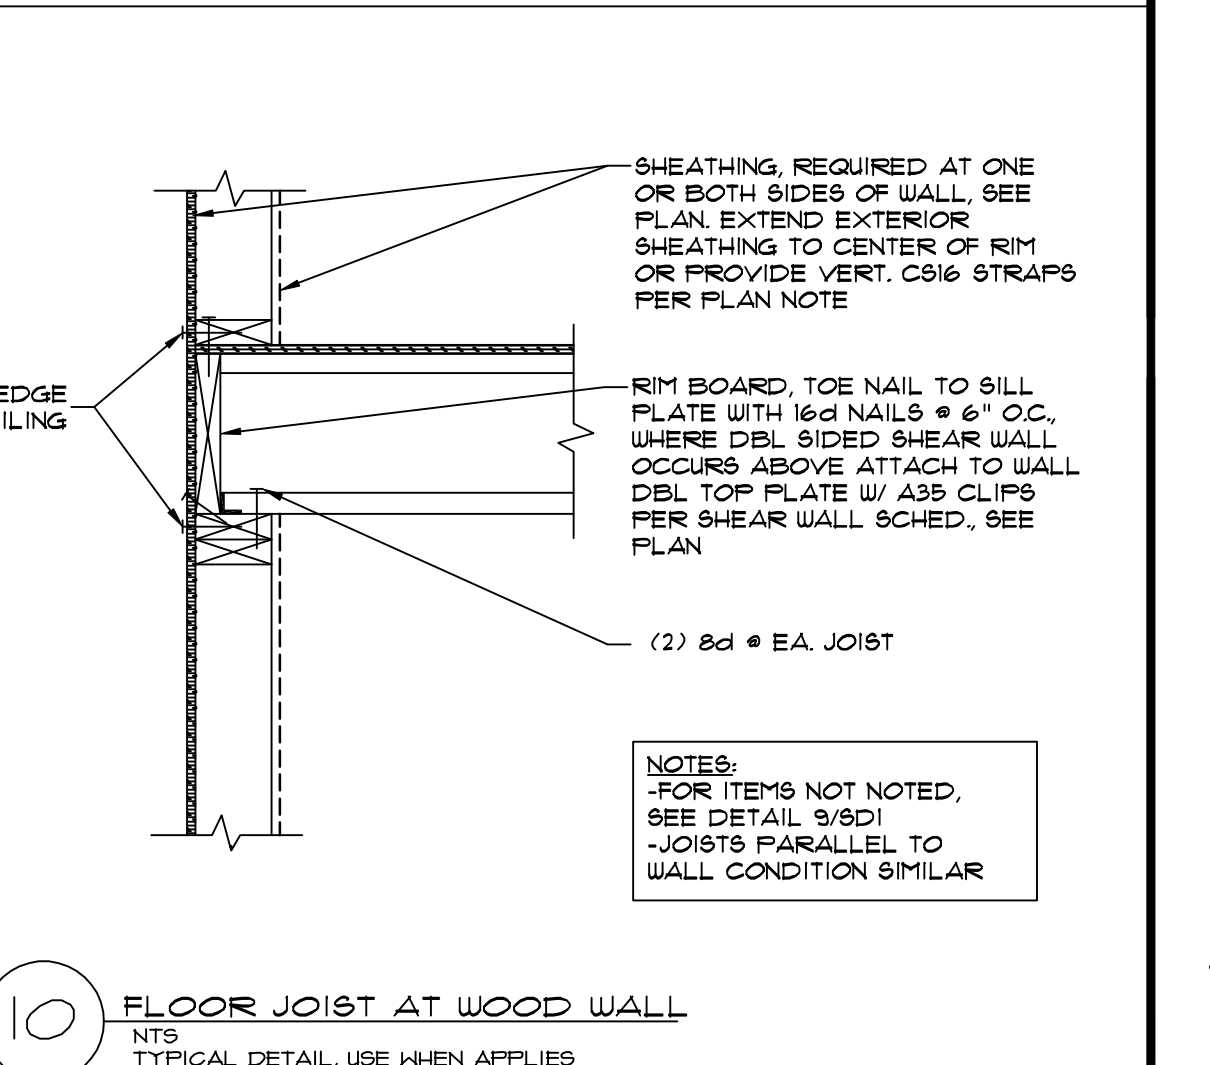 SHEATHING, REQUIRED AT ONE
OR BOTH SIDES OF WALL, SEE
PLAN. EXTEND EXTERIOR
SHEATHING TO CENTER OF RIM
OR PROVIDE VERT. CS16 STRAPS
PER PLAN NOTE
EDGE
ILING
RIM BOARD, TOE NAIL TO SILL
PLATE WITH 16d NAILS @ 6" O.C.,
WHERE DBL SIDED SHEAR WALL
OCCURS ABOVE ATTACH TO WALL
DBL TOP PLATE W/ A35 CLIPS
PER SHEAR WALL SCHED., SEE
PLAN
(2) 8d @ EA. JOIST
NOTES:
-FOR ITEMS NOT NOTED,
SEE DETAIL 9/SD1
-JOISTS PARALLEL TO
WALL CONDITION SIMILAR
10
FLOOR JOIST AT WOOD WALL
NTS
TYPICAL DETAIL, USE WHEN APPLIES